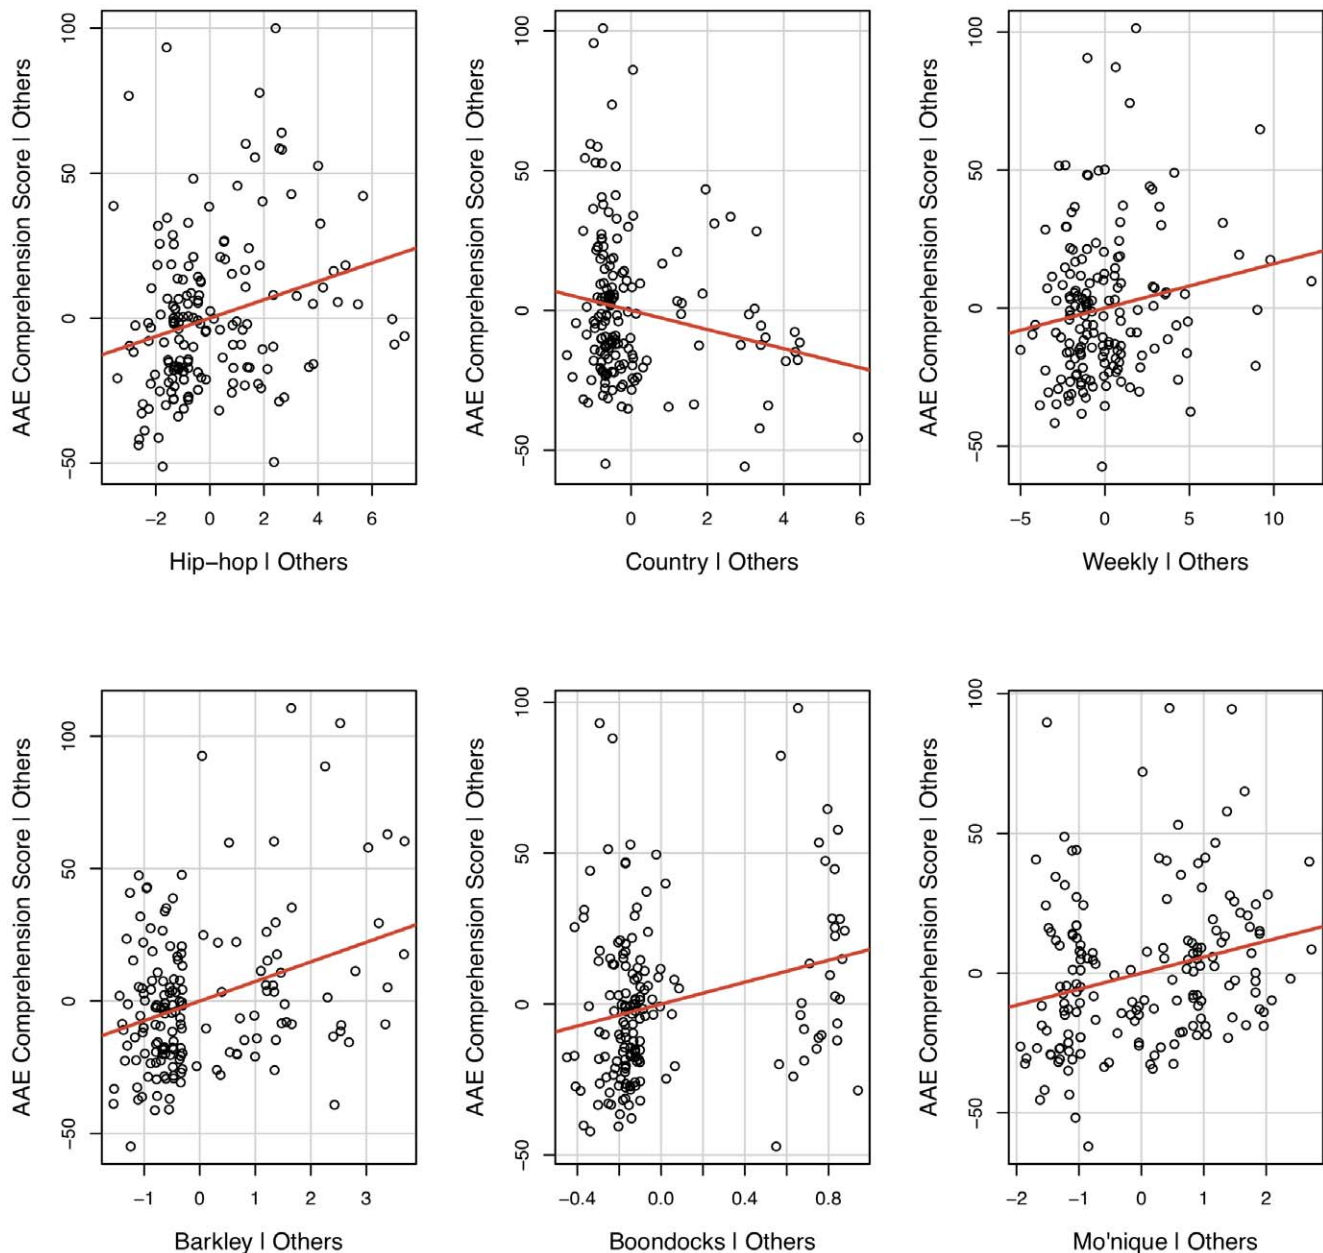 AAE Comprehension Score | Others
100
50
0
−50
−2 0 2 4 6
Hip−hop | Others
AAE Comprehension Score | Others
100
50
0
−50
0 2 4 6
Country | Others
AAE Comprehension Score | Others
100
50
0
−50
−5 0 5 10
Weekly | Others
AAE Comprehension Score | Others
100
50
0
−50
−1 0 1 2 3
Barkley | Others
AAE Comprehension Score | Others
100
50
0
−50
−0.4 0.0 0.4 0.8
Boondocks | Others
AAE Comprehension Score | Others
100
50
0
−50
−2 −1 0 1 2
Mo'nique | Others